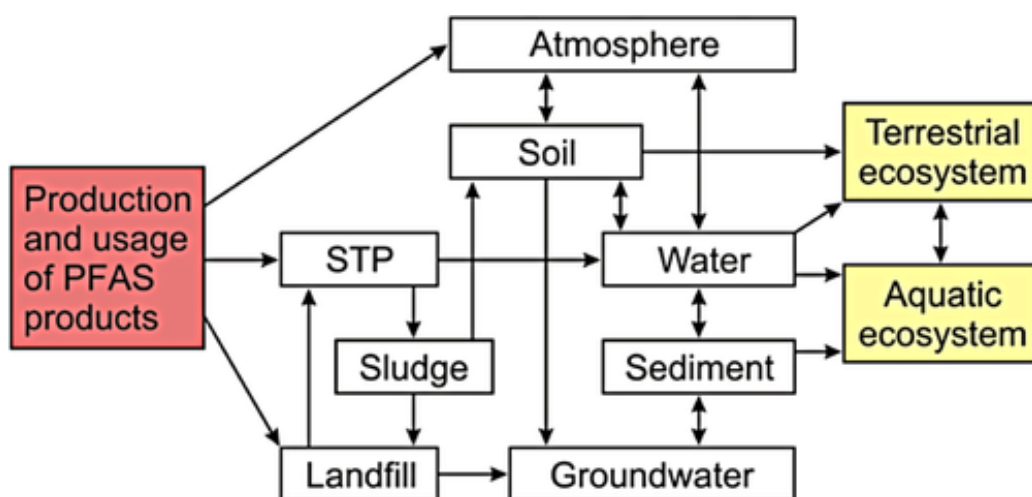 Atmosphere
Soil
Terrestrial
ecosystem
Production
and usage
of PFAS
products
STP
Water
Aquatic
ecosystem
Sludge
Sediment
Landfill
Groundwater